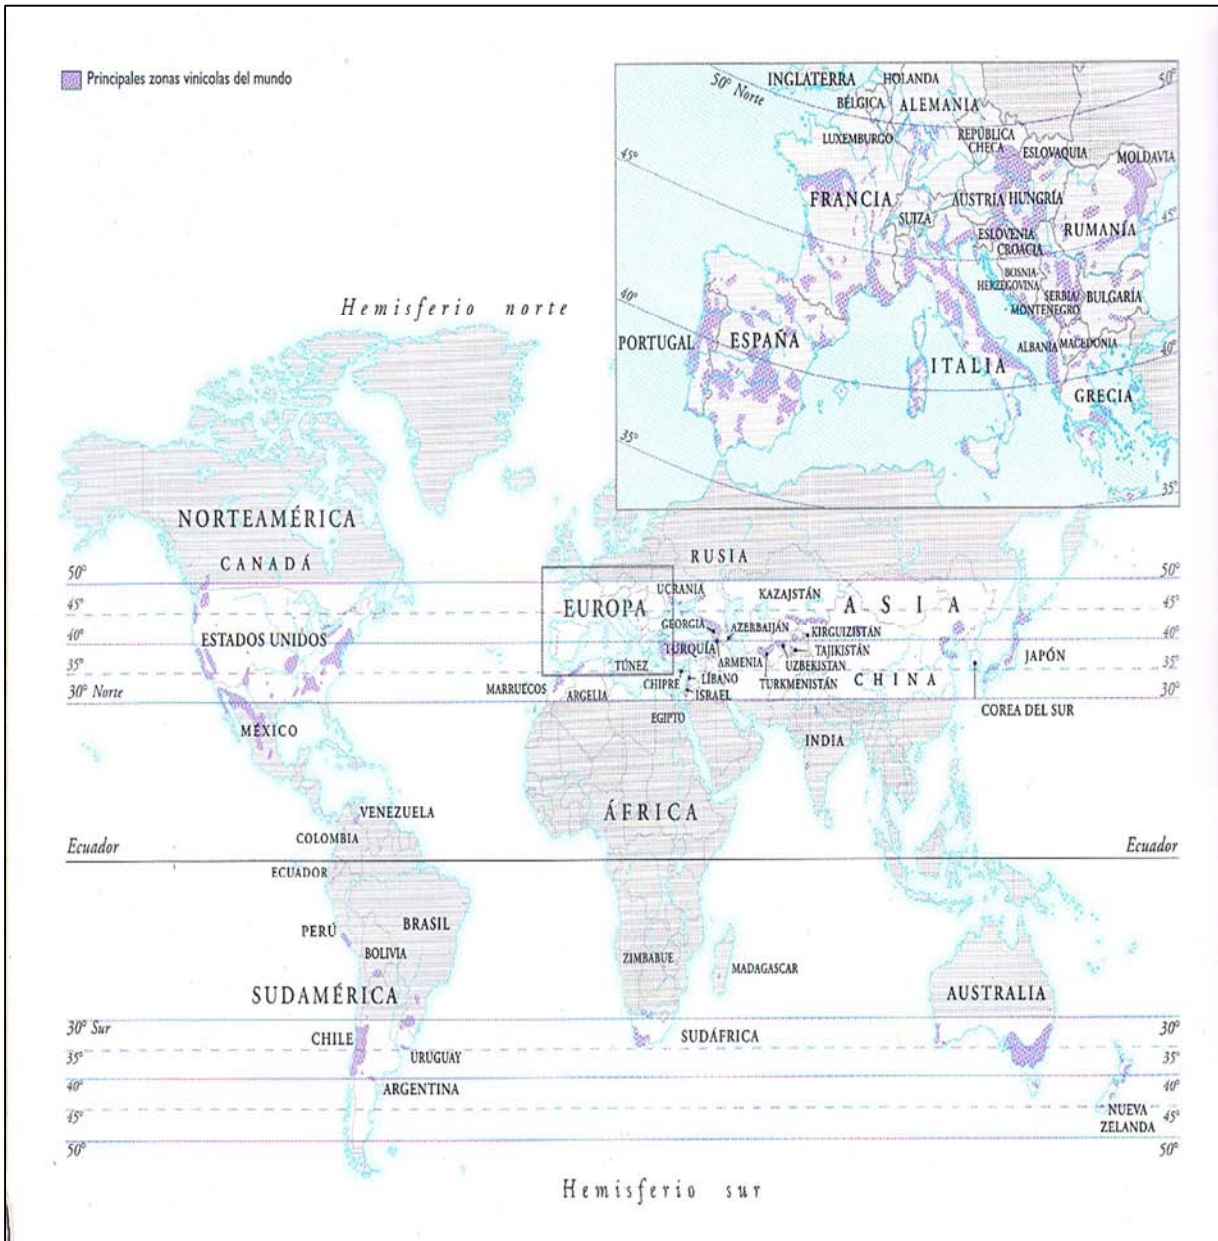 Principales zonas vinícolas del mundo
INGLATERRA
HOLANDA
50° Norte
50°
BÉLGICA
ALEMANIA
LUXEMBURGO
REPÚBLICA
CHECA
ESLOVAQUIA
MOLDAVIA
45°
FRANCIA
AUSTRIA
HUNGRÍA
SUIZA
45°
ESLOVENIA
CROACIA
RUMANÍA
BOSNIA-
HERZEGOVINA
SERBIA
MONTENEGRO
BULGARÍA
40°
PORTUGAL
ESPAÑA
ITALIA
ALBANIA
MACEDONIA
40°
GRECIA
35°
35°
Hemisferio norte
NORTEAMÉRICA
CANADÁ
RUSIA
50°
50°
UCRANIA
KAZAJSTÁN
EUROPA
ASIA
45°
45°
ESTADOS UNIDOS
GEORGIA
AZERBAIJÁN
KIRGUIZISTÁN
40°
40°
TURQUÍA
TAJIKISTÁN
JAPÓN
ARMENIA
UZBEKISTAN
35°
35°
TÚNEZ
CHIPRE
LÍBANO
TURKMENISTÁN
CHINA
MARRUECOS
ARGELIA
ISRAEL
30° Norte
30°
EGIPTO
COREA DEL SUR
MÉXICO
INDIA
VENEZUELA
ÁFRICA
COLOMBIA
Ecuador
Ecuador
ECUADOR
PERÚ
BRASIL
BOLIVIA
ZIMBABUE
MADAGASCAR
SUDAMÉRICA
AUSTRALIA
30° Sur
30°
CHILE
SUDÁFRICA
35°
URUGUAY
35°
40°
ARGENTINA
40°
45°
45°
NUEVA
ZELANDA
50°
50°
Hemisferio sur